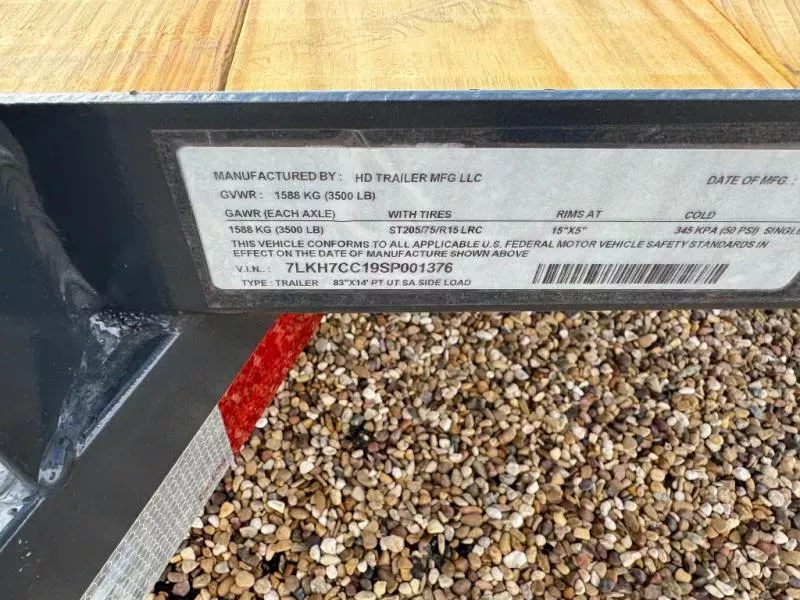 MANUFACTURED BY : HD TRAILER MFG LLC DATE OF MFG. :
GVWR : 1588 KG (3500 LB)
GAWR (EACH AXLE) WITH TIRES RIMS AT COLD
1588 KG (3500 LB) ST205/75/R15 LRC 15"X5" 345 KPA (50 PSI) SINGLE
THIS VEHICLE CONFORMS TO ALL APPLICABLE U.S. FEDERAL MOTOR VEHICLE SAFETY STANDARDS IN
EFFECT ON THE DATE OF MANUFACTURE SHOWN ABOVE
V.I.N.: 7LKH7CC19SP001376
TYPE : TRAILER 83"X14' PT UT SA SIDE LOAD